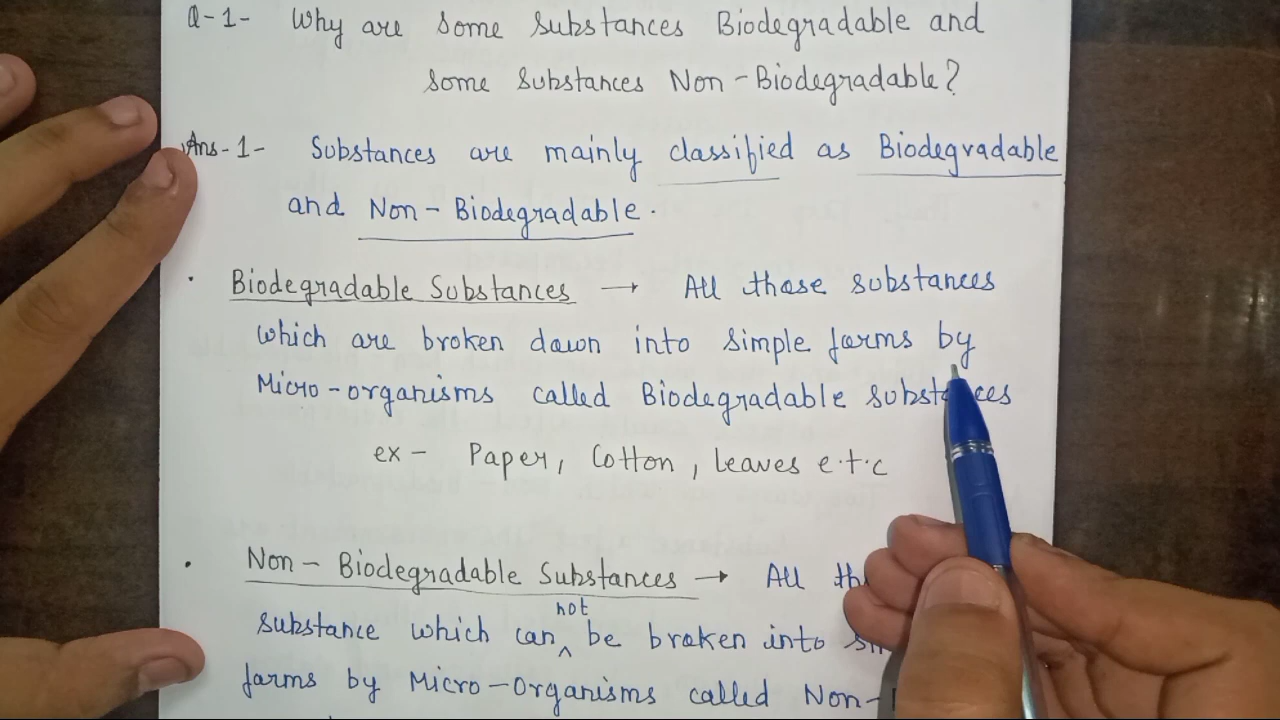 Q-1- Why are some substances Biodegradable and
some substances Non-Biodegradable?
Ans-1- Substances are mainly classified as Biodegradable
and Non-Biodegradable.
• Biodegradable Substances → All those substances
which are broken down into simple forms by
Micro-organisms called Biodegradable substances
ex- Paper, Cotton, leaves e.t.c
• Non-Biodegradable Substances → All
not
substance which can ^ be broken into
forms by Micro-Organisms called Non-